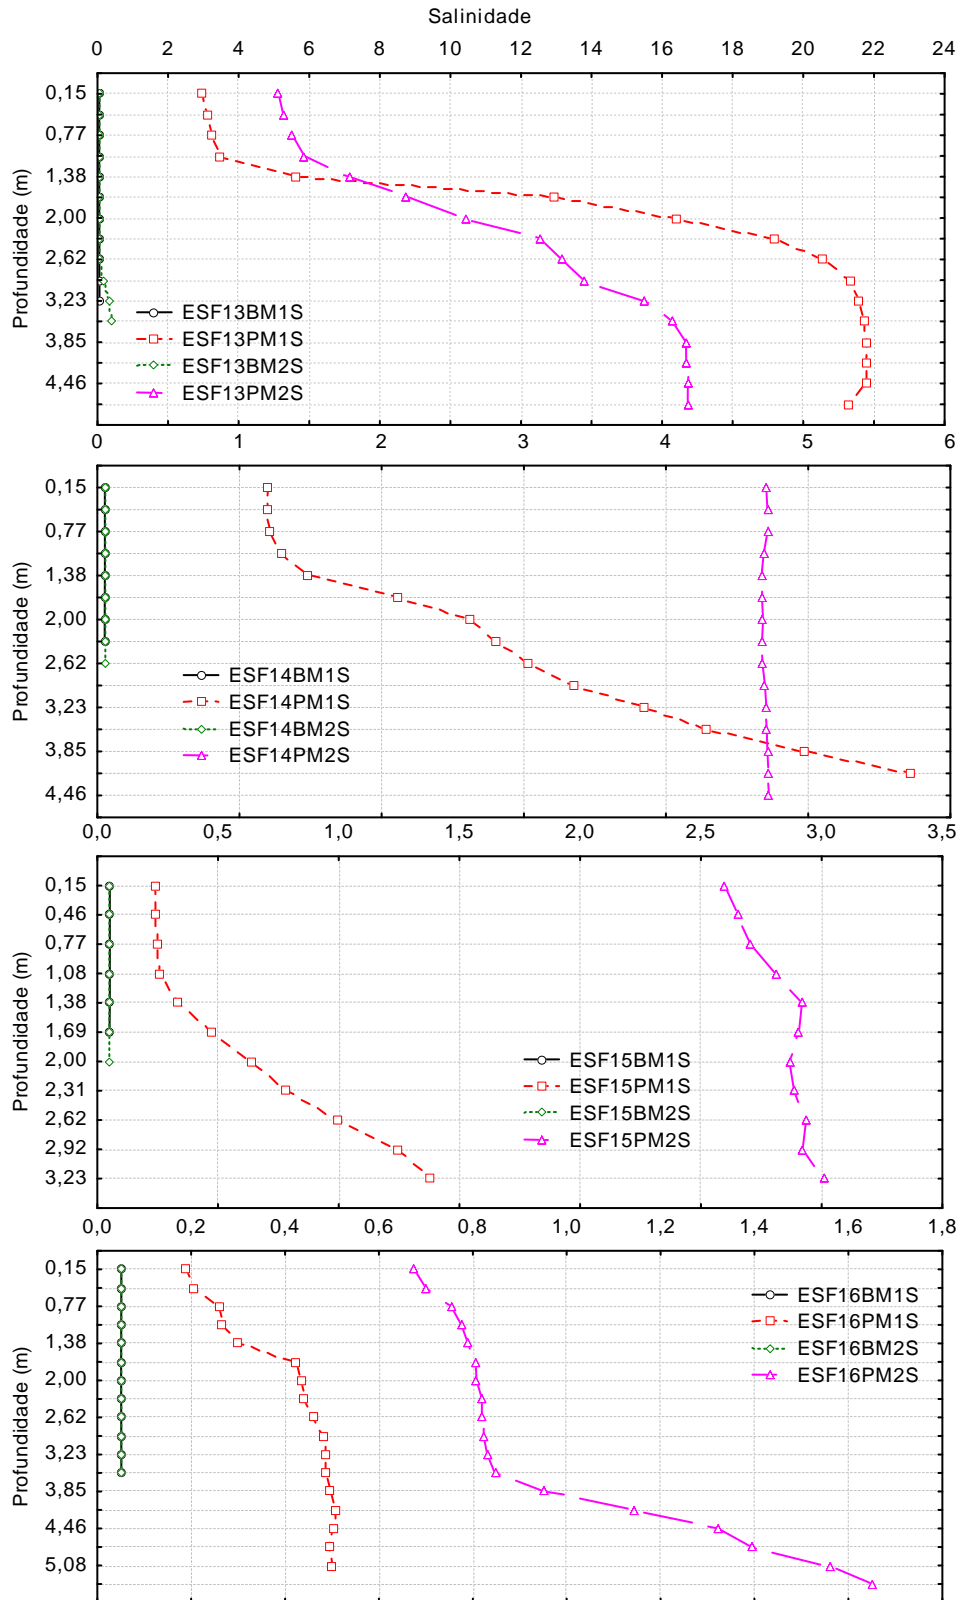 Salinidade
0 2 4 6 8 10 12 14 16 18 20 22 24
0,15
0,77
1,38
2,00
2,62
3,23
3,85
4,46
Profundidade (m)
ESF13BM1S
ESF13PM1S
ESF13BM2S
ESF13PM2S
0 1 2 3 4 5 6
0,15
0,77
1,38
2,00
2,62
3,23
3,85
4,46
Profundidade (m)
ESF14BM1S
ESF14PM1S
ESF14BM2S
ESF14PM2S
0,0 0,5 1,0 1,5 2,0 2,5 3,0 3,5
0,15
0,46
0,77
1,08
1,38
1,69
2,00
2,31
2,62
2,92
3,23
Profundidade (m)
ESF15BM1S
ESF15PM1S
ESF15BM2S
ESF15PM2S
0,0 0,2 0,4 0,6 0,8 1,0 1,2 1,4 1,6 1,8
0,15
0,77
1,38
2,00
2,62
3,23
3,85
4,46
5,08
Profundidade (m)
ESF16BM1S
ESF16PM1S
ESF16BM2S
ESF16PM2S